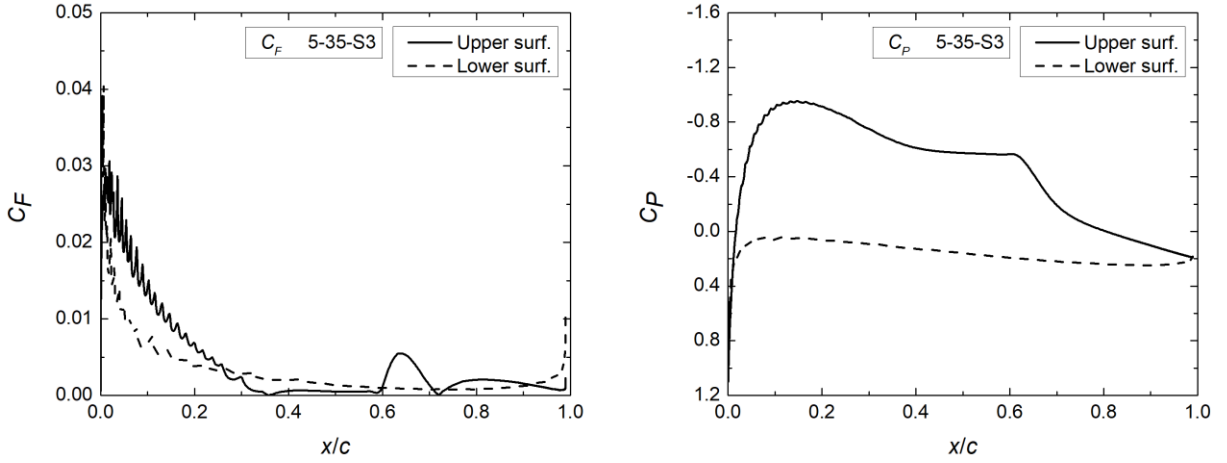 0.05
0.04
0.03
0.02
0.01
0.00
C_F
C_F 5-35-S3
Upper surf.
Lower surf.
0.0 0.2 0.4 0.6 0.8 1.0
x/c
-1.6
-1.2
-0.8
-0.4
0.0
0.4
0.8
1.2
C_P
C_P 5-35-S3
Upper surf.
Lower surf.
0.0 0.2 0.4 0.6 0.8 1.0
x/c